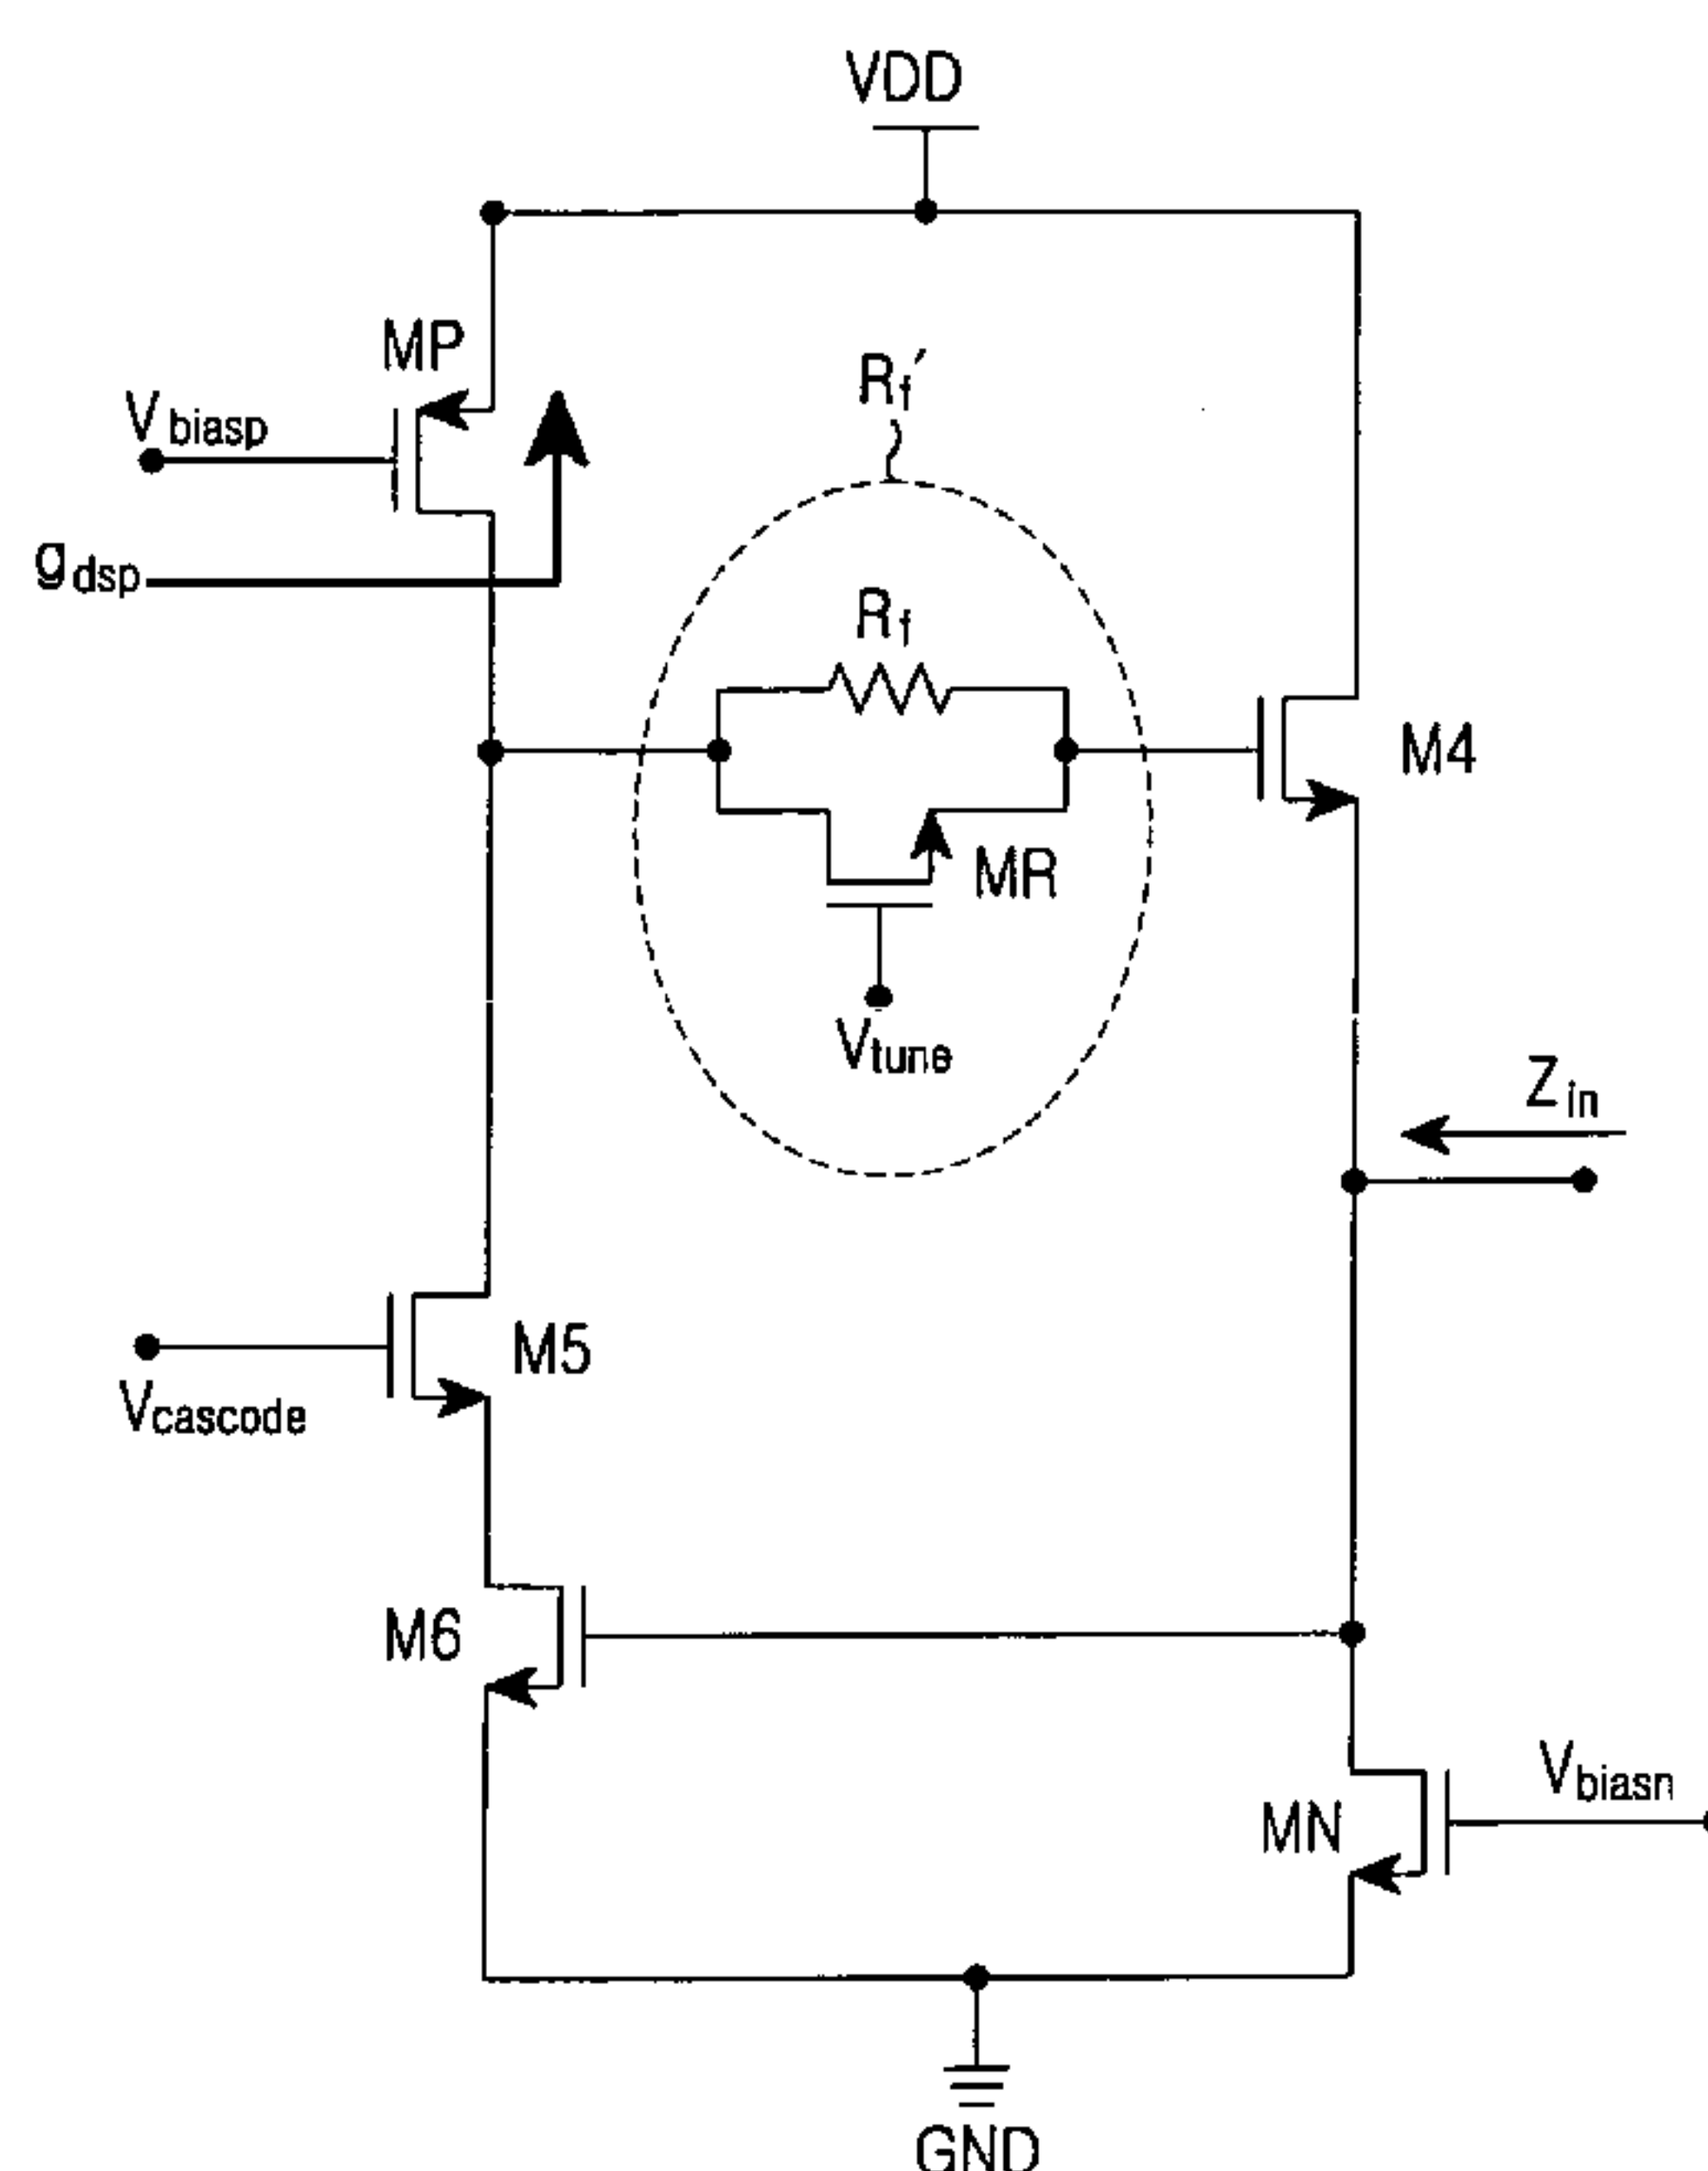 VDD
MP
Rf′
Vbiasp
gdsp
Rf
M4
MR
Vtune
Zin
M5
Vcascode
M6
Vbiasn
MN
GND